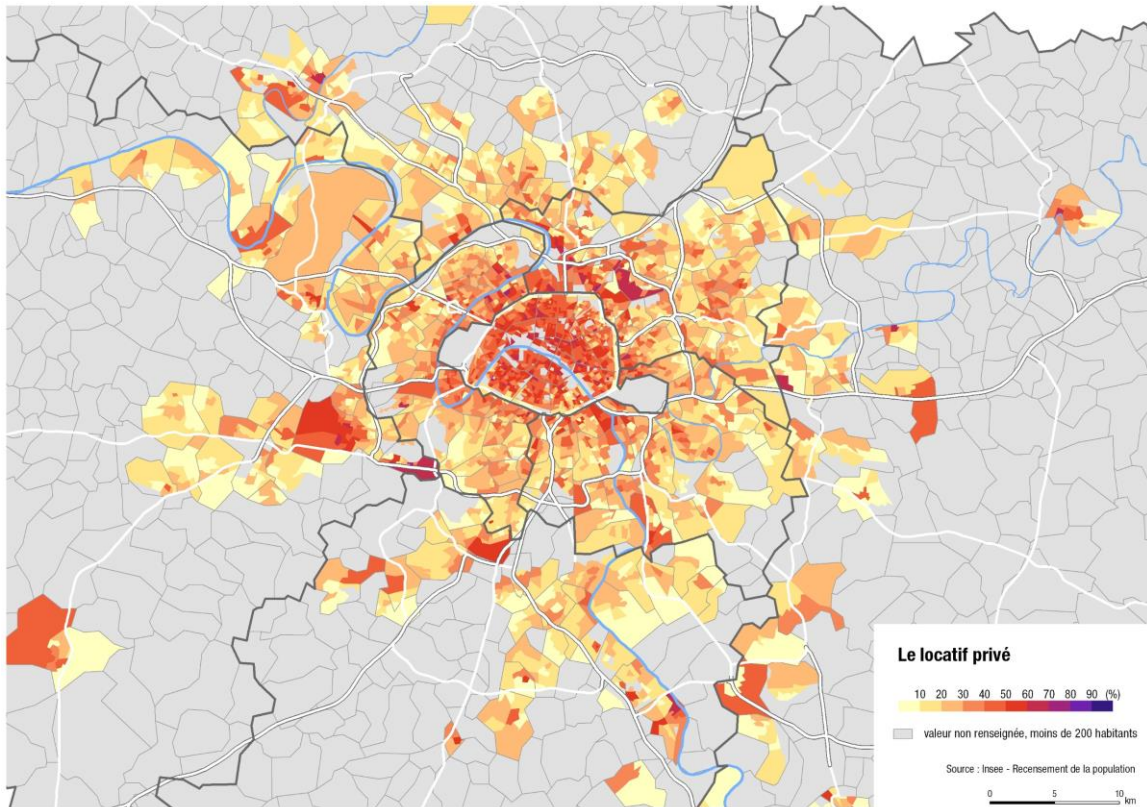 Le locatif privé
10 20 30 40 50 60 70 80 90 (%)
valeur non renseignée, moins de 200 habitants
Source : Insee - Recensement de la population
0 5 10
km